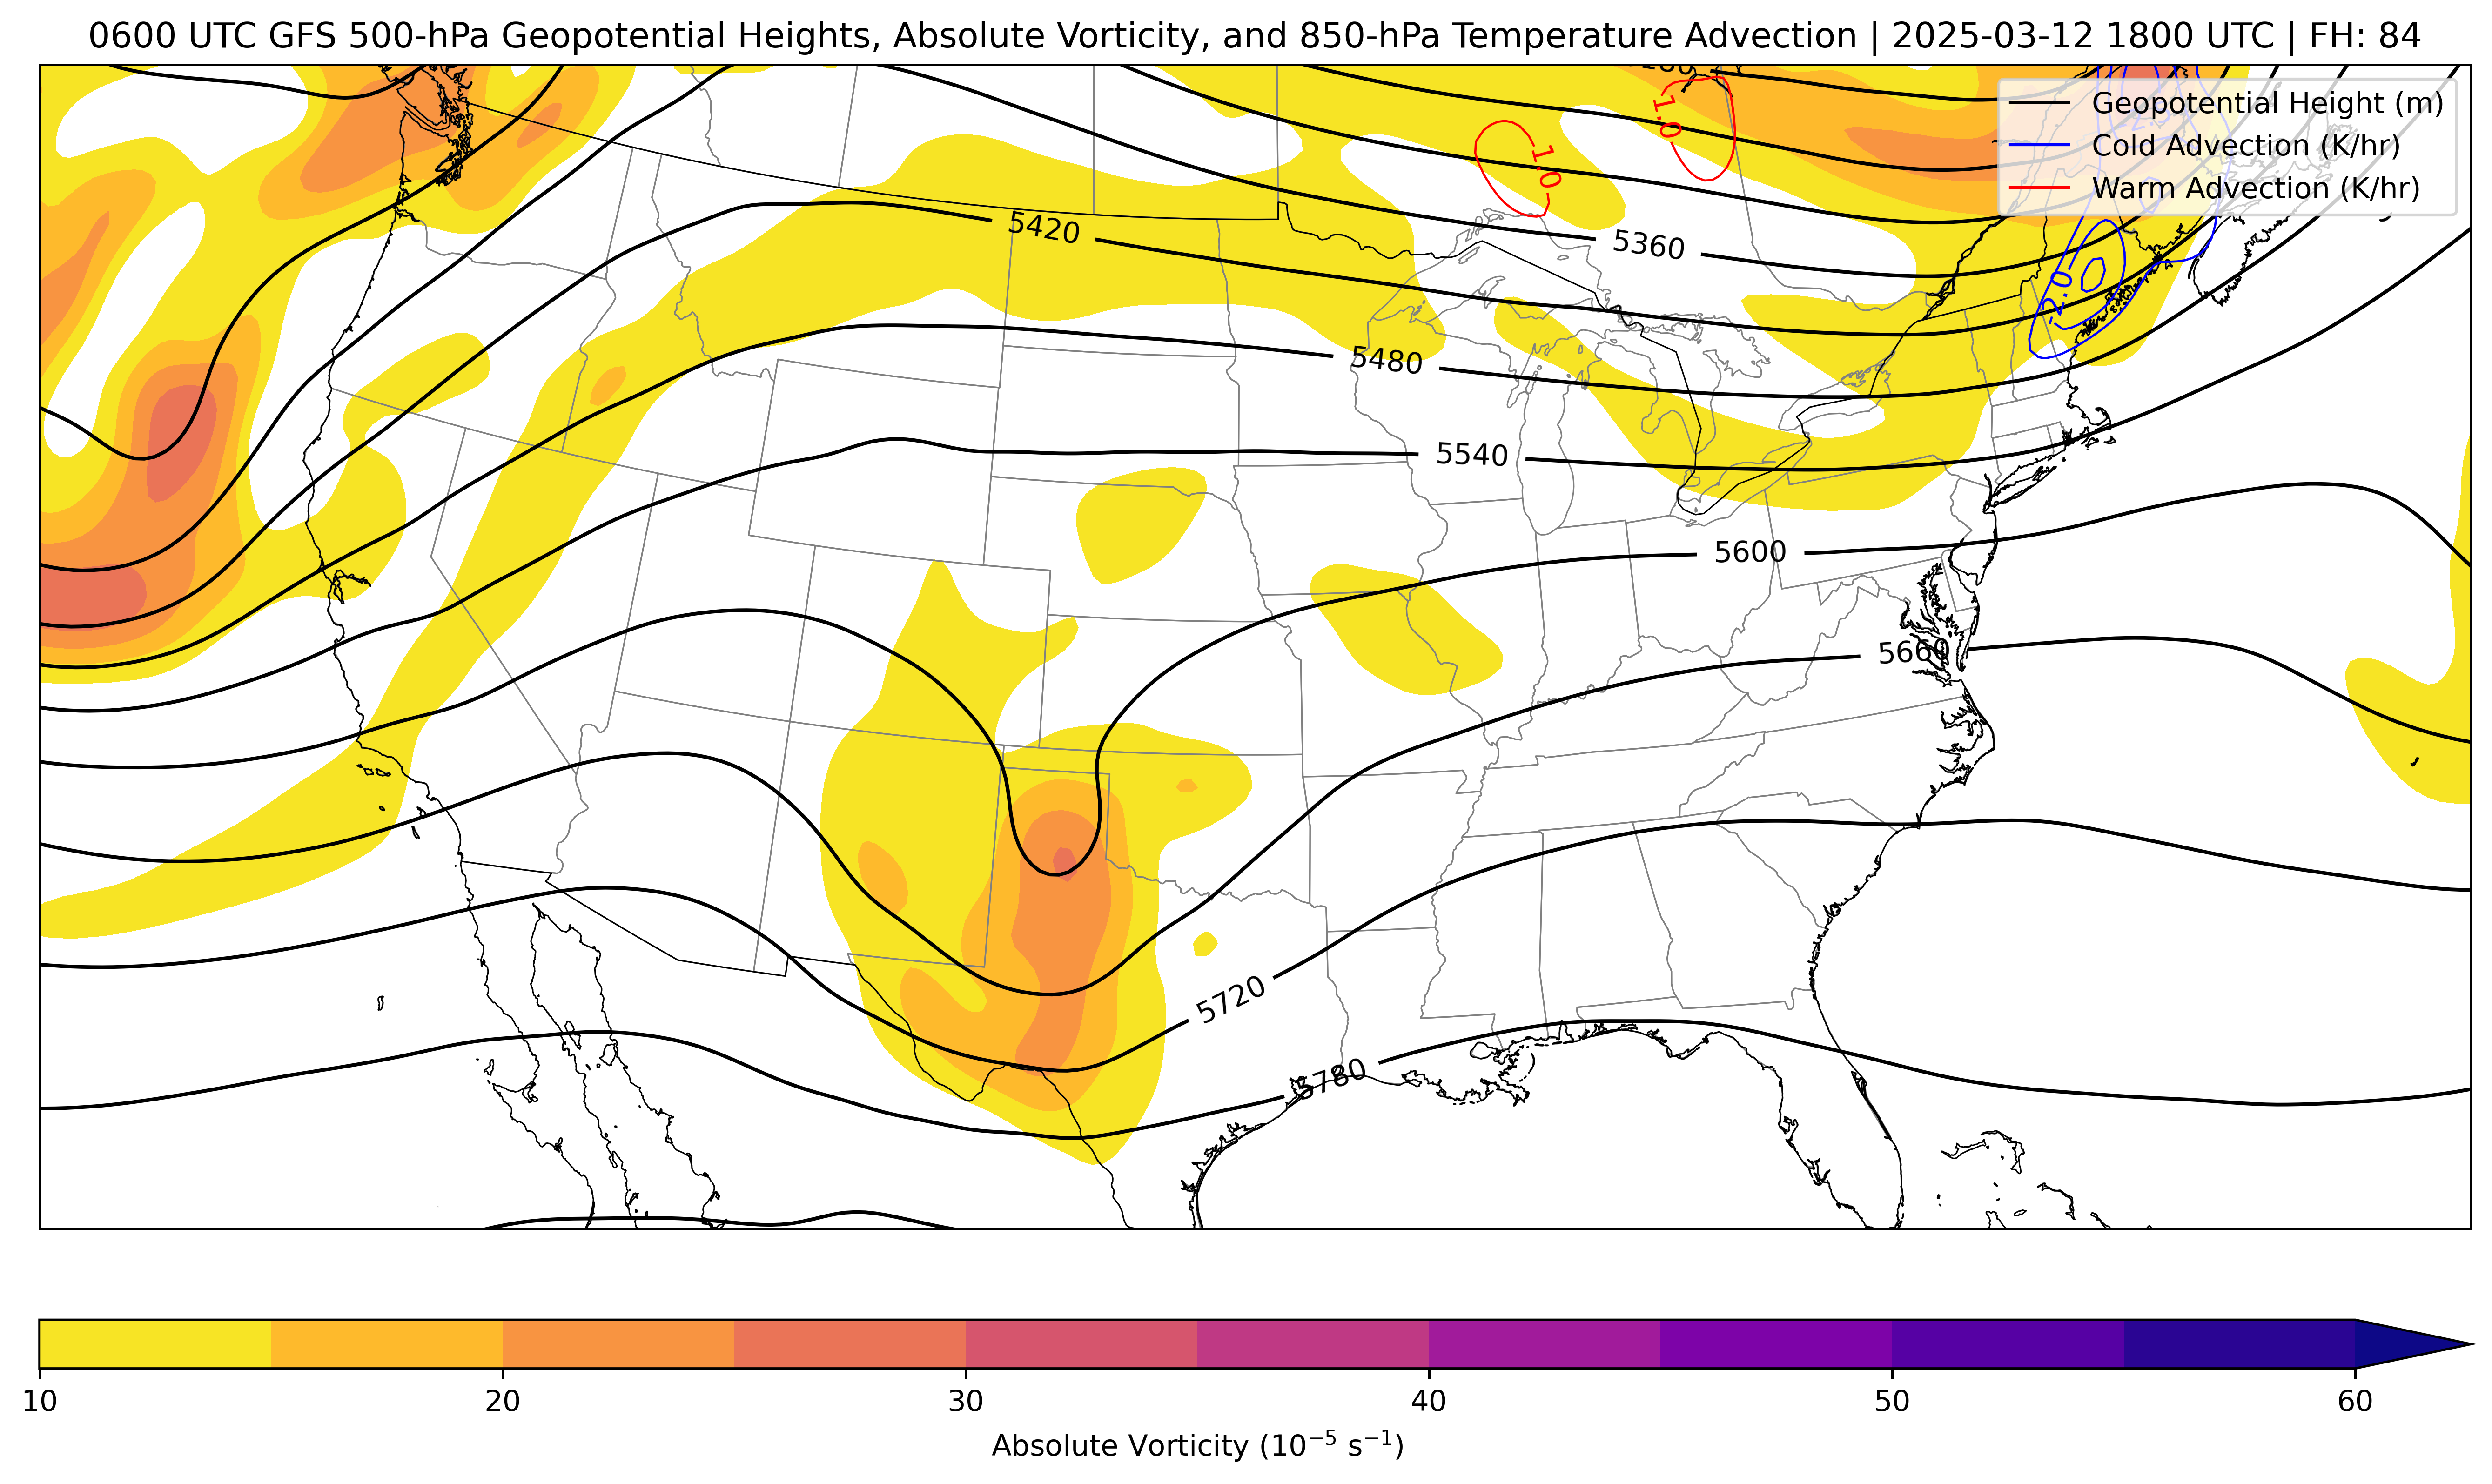 0600 UTC GFS 500-hPa Geopotential Heights, Absolute Vorticity, and 850-hPa Temperature Advection | 2025-03-12 1800 UTC | FH: 84
Geopotential Height (m)
Cold Advection (K/hr)
Warm Advection (K/hr)
1.0
1.0
5420
5360
-2.0
5480
5540
5600
5660
5720
5780
10 20 30 40 50 60
Absolute Vorticity (10⁻⁵ s⁻¹)